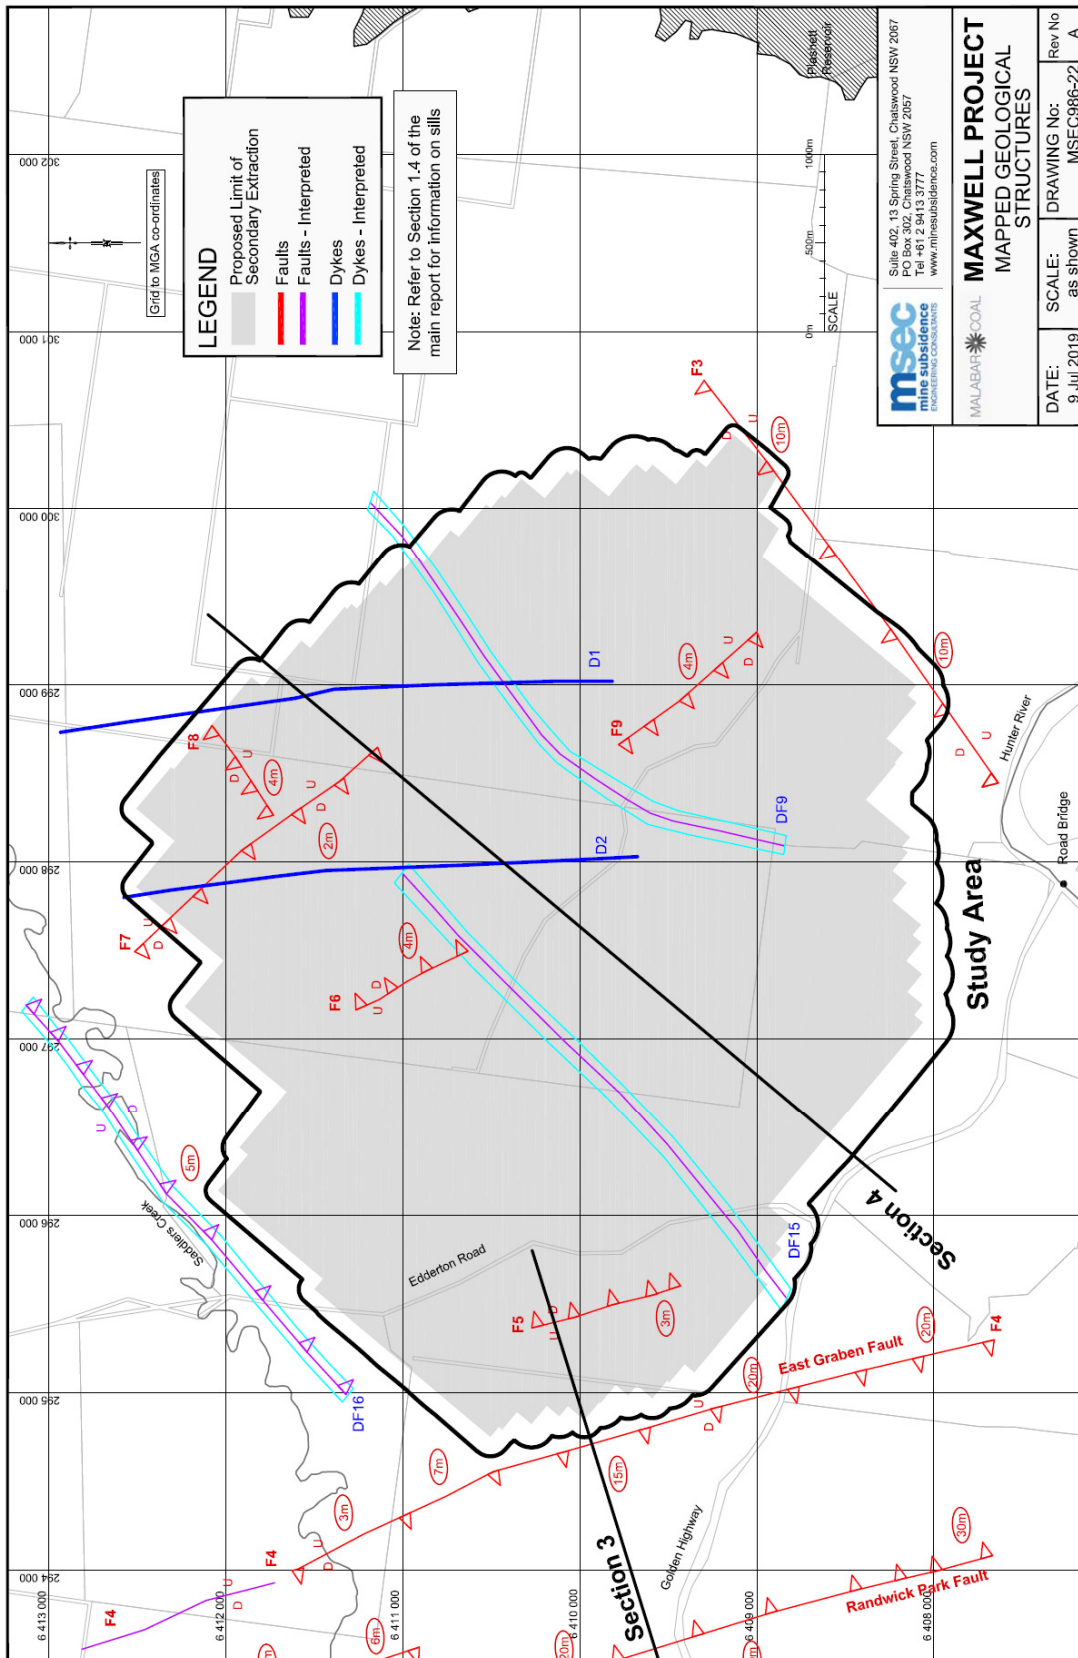 302 000
301 000
300 000
299 000
298 000
297 000
296 000
295 000
294 000
6 413 000
6 412 000
6 411 000
6 410 000
6 409 000
6 408 000
Grid to MGA co-ordinates
LEGEND
Proposed Limit of
Secondary Extraction
Faults
Faults - Interpreted
Dykes
Dykes - Interpreted
Note: Refer to Section 1.4 of the
main report for information on sills
Plashett
Reservoir
0m
500m
1000m
SCALE
msec
mine subsidence
ENGINEERING CONSULTANTS
Suite 402, 13 Spring Street, Chatswood NSW 2067
PO Box 302, Chatswood NSW 2057
Tel +61 2 9413 3777
www.minesubsidence.com
MALABAR COAL
MAXWELL PROJECT
MAPPED GEOLOGICAL
STRUCTURES
DATE:
9 Jul 2019
SCALE:
as shown
DRAWING No:
MSEC986-22
Rev No
A
F3
D
U
10m
10m
D
U
D1
D2
F8
D
U
4m
F7
U
D
2m
D
U
F9
4m
D
U
DF9
F6
U
D
4m
U
D
5m
Saddlers Creek
DF16
Edderton Road
F5
U
D
3m
DF15
Section 4
Section 3
Study Area
Hunter River
Road Bridge
East Graben Fault
20m
20m
F4
U
D
15m
7m
3m
U
D
F4
F4
U
D
Golden Highway
Randwick Park Fault
30m
20m
6m